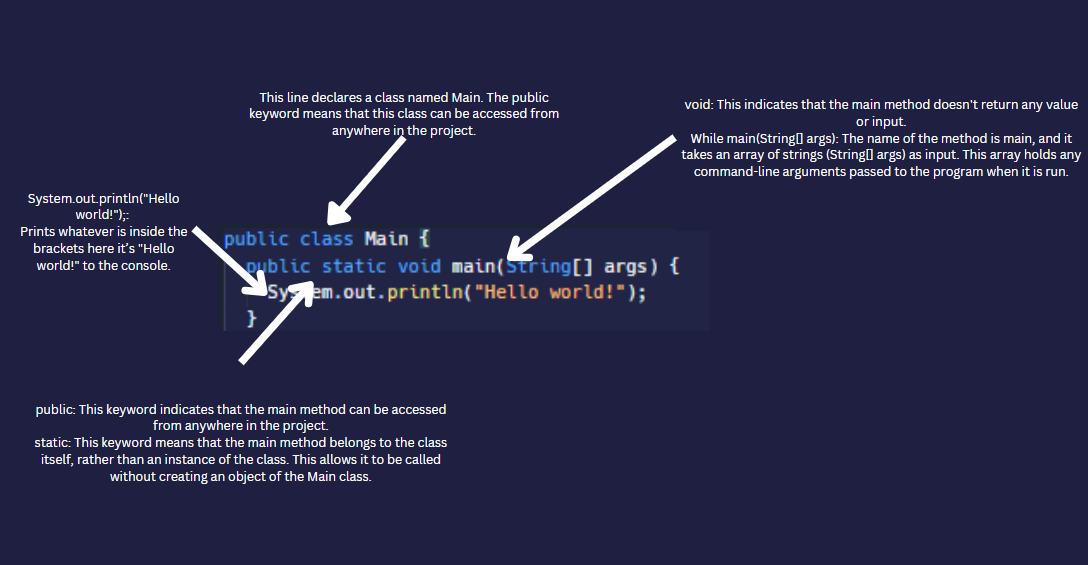 This line declares a class named Main. The public
keyword means that this class can be accessed from
anywhere in the project.
void: This indicates that the main method doesn't return any value
or input.
While main(String[] args): The name of the method is main, and it
takes an array of strings (String[] args) as input. This array holds any
command-line arguments passed to the program when it is run.
System.out.println("Hello
world!");:
Prints whatever is inside the
brackets here it’s "Hello
world!" to the console.
public class Main {
public static void main(String[] args) {
System.out.println("Hello world!");
}
public: This keyword indicates that the main method can be accessed
from anywhere in the project.
static: This keyword means that the main method belongs to the class
itself, rather than an instance of the class. This allows it to be called
without creating an object of the Main class.